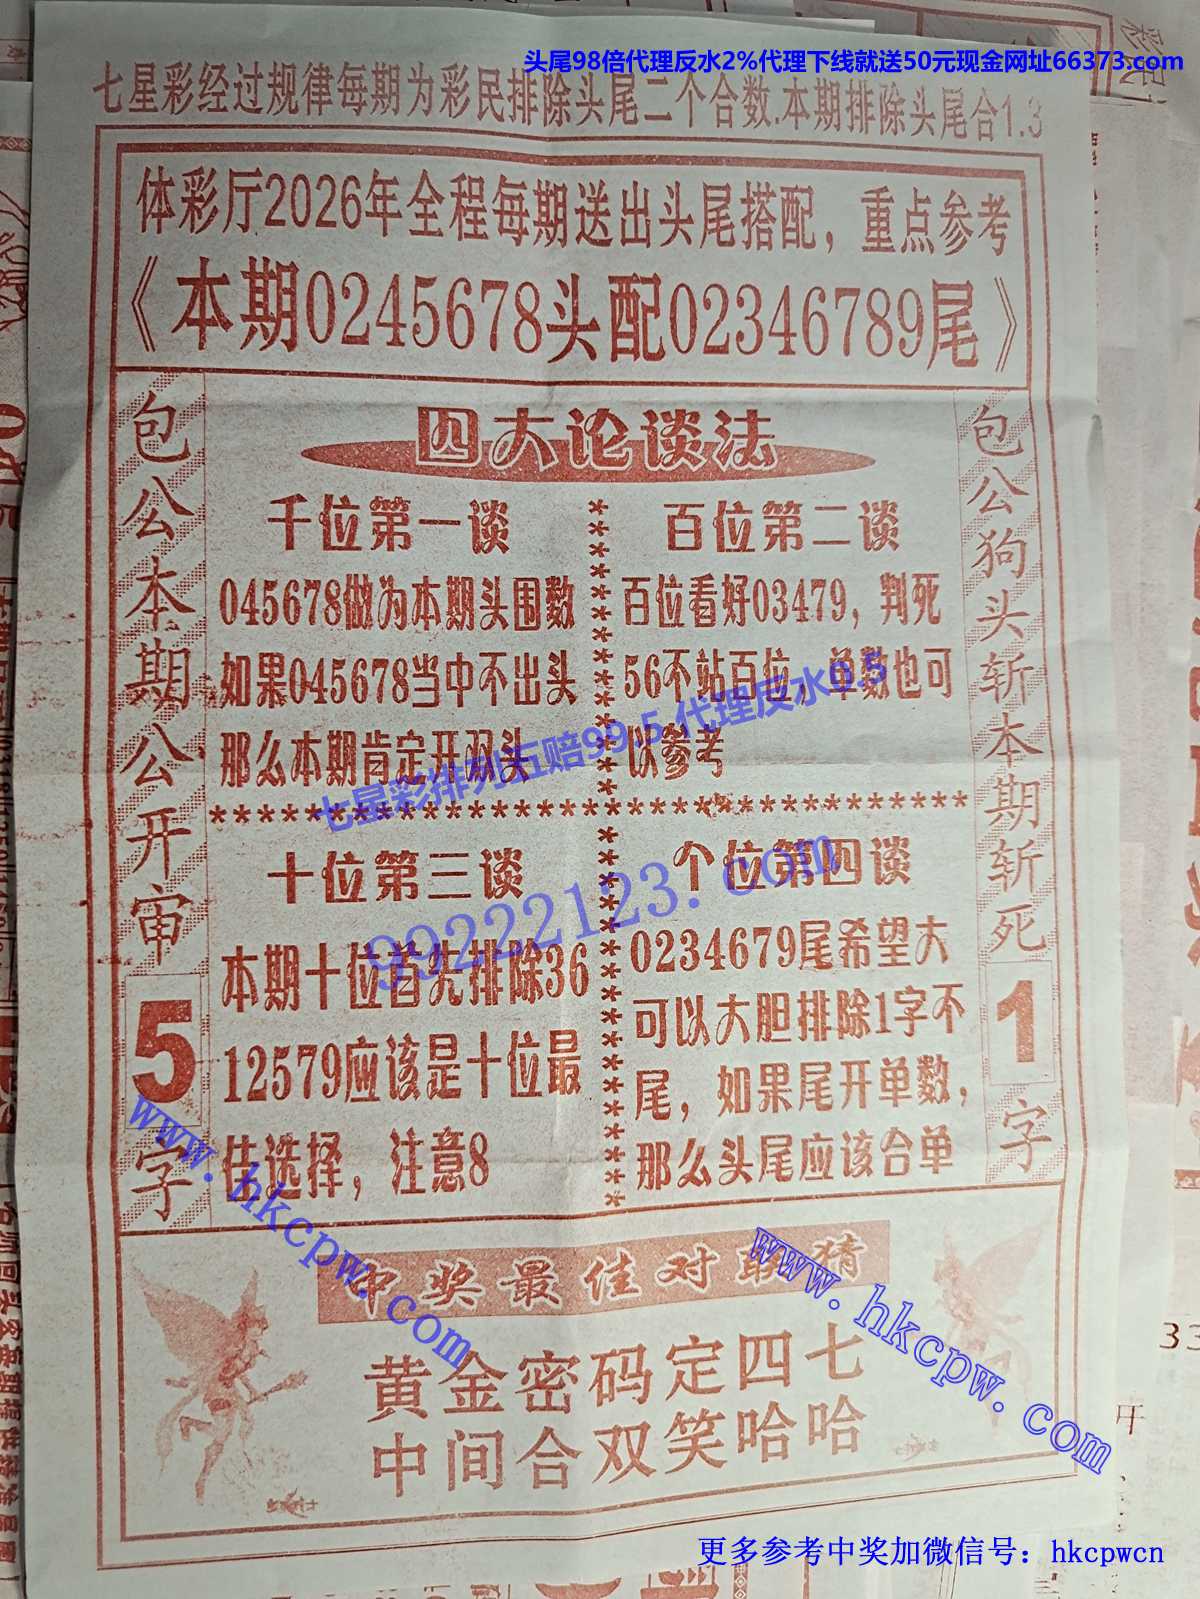 头尾98倍代理反水2%代理下线就送50元现金网址66373.com
七星彩经过规律每期为彩民排除头尾二个合数.本期排除头尾合1.3
体彩厅2026年全程每期送出头尾搭配，重点参考
《本期0245678头配02346789尾》
包公本期公开审
5
字
四大论谈法
千位第一谈
045678做为本期头围数
如果045678当中不出头
那么本期肯定开羽头
百位第二谈
百位看好03479，判死
56不站百位，单数也可
以参考
七星彩排列五赔99.5 代理反水0.5
99222123.com
十位第三谈
本期十位首先排除36
12579应该是十位最
佳选择，注意8
个位第四谈
0234679尾希望大
可以大胆排除1字不
尾，如果尾开单数，
那么头尾应该合单
包公狗头斩本期斩死
1
字
www.hkcpw.com
www.hkcpw.com
中奖最佳对联猜
黄金密码定四七
中间合双笑哈哈
更多参考中奖加微信号：hkcpwcn